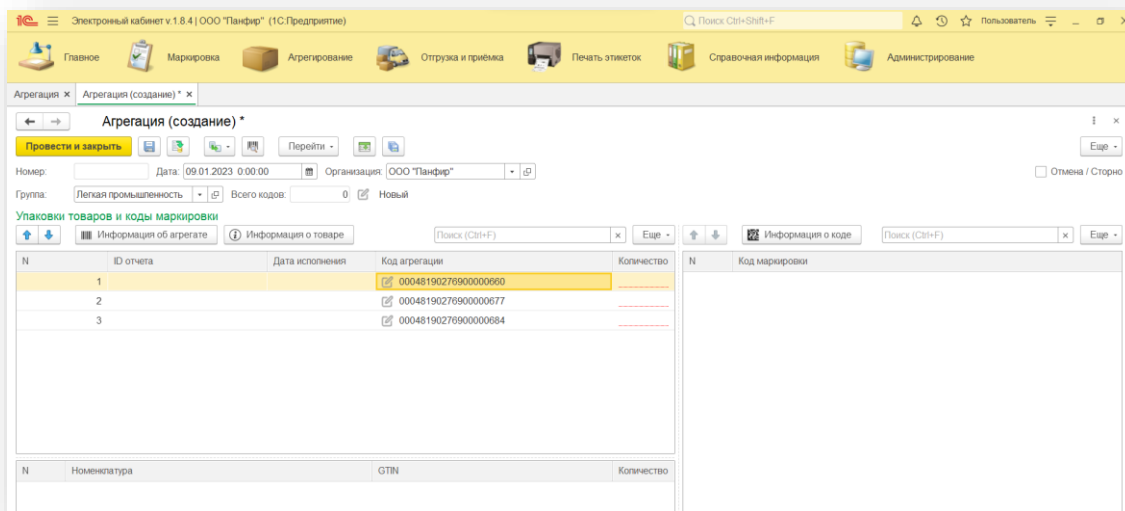 1С Электронный кабинет v.1.8.4 | ООО "Панфир" (1С:Предприятие) Поиск Ctrl+Shift+F Пользователь
Главное Маркировка Агрегирование Отгрузка и приёмка Печать этикеток Справочная информация Администрирование
Агрегация × Агрегация (создание) * ×
Агрегация (создание) *
Провести и закрыть Перейти Еще
Номер: Дата: 09.01.2023 0:00:00 Организация: ООО "Панфир" Отмена / Сторно
Группа: Легкая промышленность Всего кодов: 0 Новый
Упаковки товаров и коды маркировки
Информация об агрегате Информация о товаре Поиск (Ctrl+F) × Еще Информация о коде Поиск (Ctrl+F) × Еще
N ID отчета Дата исполнения Код агрегации Количество N Код маркировки
1 00048190276900000660
2 00048190276900000677
3 00048190276900000684
N Номенклатура GTIN Количество